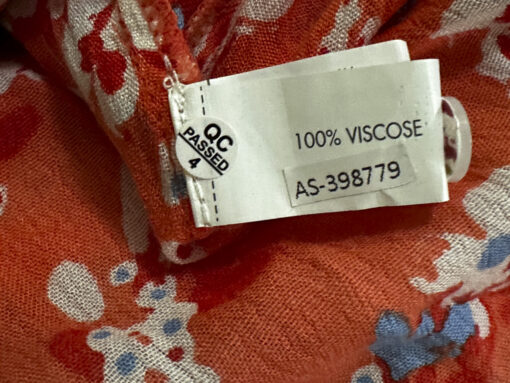 QC
PASSED
4
100% VISCOSE
AS-398779